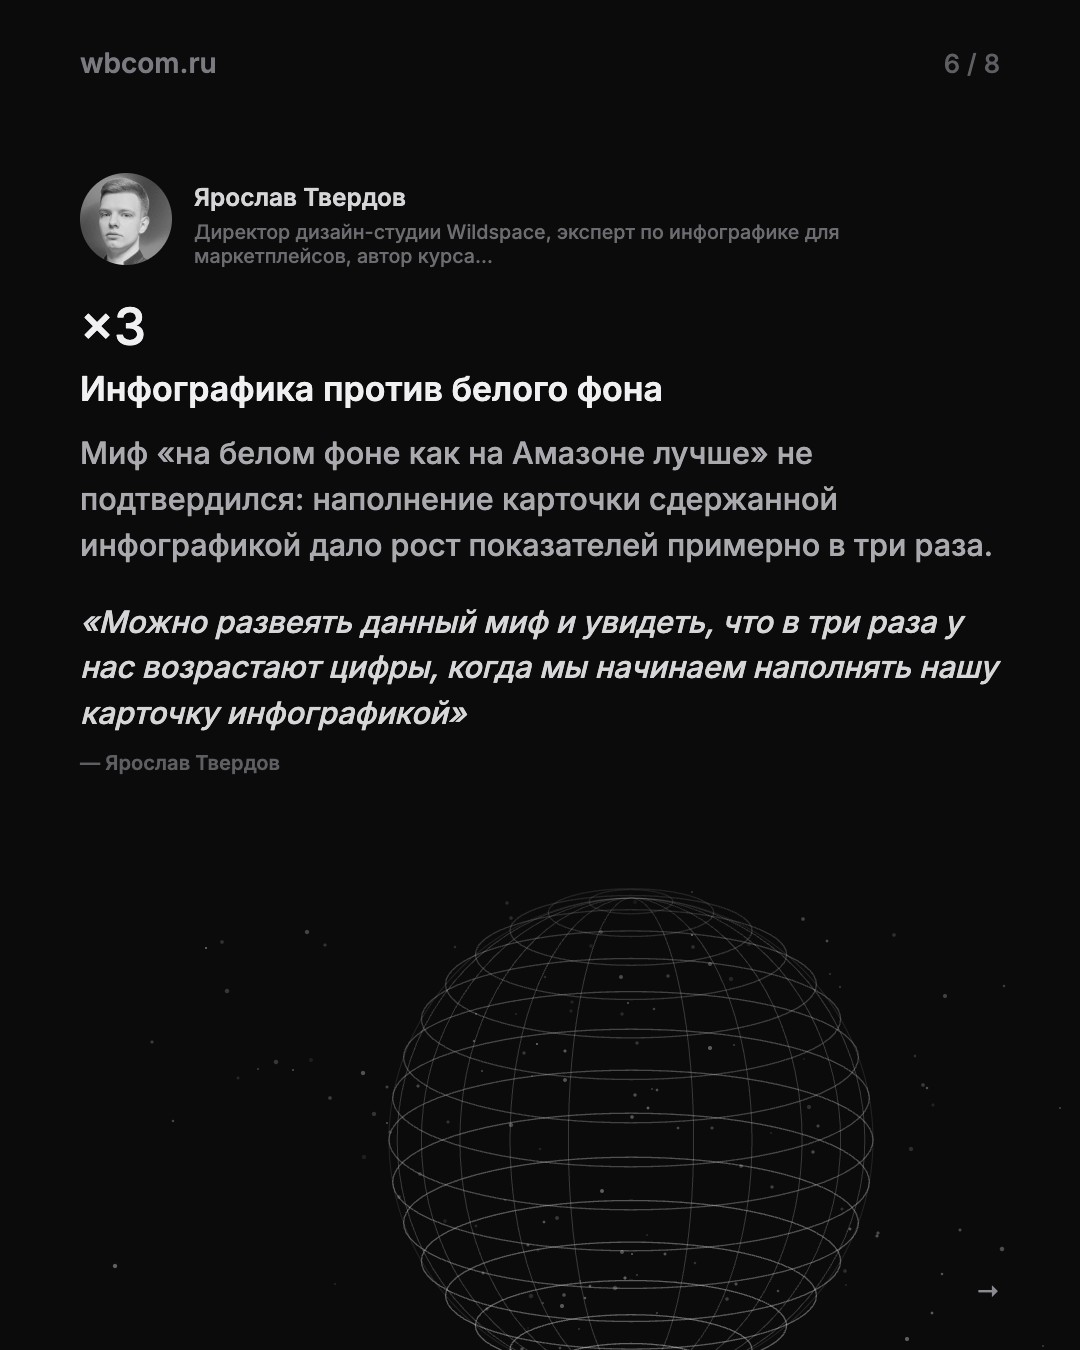 wbcom.ru
6 / 8
Ярослав Твердов
Директор дизайн-студии Wildspace, эксперт по инфографике для
маркетплейсов, автор курса...
×3
Инфографика против белого фона
Миф «на белом фоне как на Амазоне лучше» не
подтвердился: наполнение карточки сдержанной
инфографикой дало рост показателей примерно в три раза.
«Можно развеять данный миф и увидеть, что в три раза у
нас возрастают цифры, когда мы начинаем наполнять нашу
карточку инфографикой»
— Ярослав Твердов
→